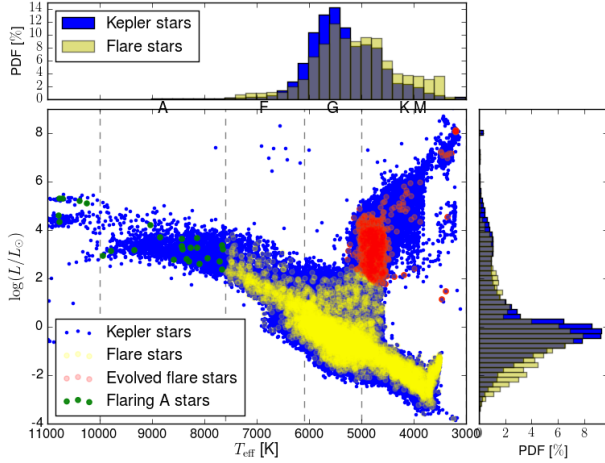 14
12
10
8
6
4
2
0
PDF [%]
Kepler stars
Flare stars
A F G K M
8
6
4
2
0
-2
-4
log(L/L⊙)
Kepler stars
Flare stars
Evolved flare stars
Flaring A stars
11000 10000 9000 8000 7000 6000 5000 4000 3000
T_eff [K]
0 2 4 6 8
PDF [%]